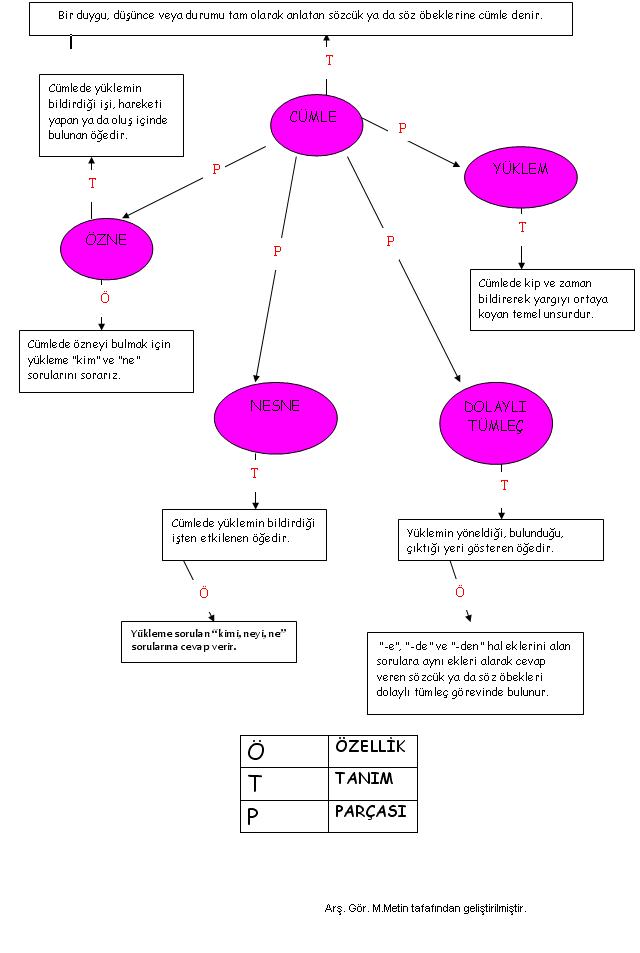 Bir duygu, düşünce veya durumu tam olarak anlatan sözcük ya da söz öbeklerine cümle denir.
T
Cümlede yüklemin
bildirdiği işi, hareketi
yapan ya da oluş içinde
bulunan öğedir.
CÜMLE
P
YÜKLEM
P
T
ÖZNE
T
Cümlede kip ve zaman
bildirerek yargıyı ortaya
koyan temel unsurdur.
P
P
Ö
Cümlede özneyi bulmak için
yükleme "kim" ve "ne"
sorularını sorarız.
NESNE
DOLAYLI
TÜMLEÇ
T
T
Cümlede yüklemin bildirdiği
işten etkilenen öğedir.
Yüklemin yöneldiği, bulunduğu,
çıktığı yeri gösteren öğedir.
Ö
Ö
Yükleme sorulan “kimi, neyi, ne”
sorularına cevap verir.
"-e", "-de" ve "-den" hal eklerini alan
sorulara aynı ekleri alarak cevap
veren sözcük ya da söz öbekleri
dolaylı tümleç görevinde bulunur.
Ö ÖZELLİK
T TANIM
P PARÇASI
Arş. Gör. M.Metin tafafından geliştirilmiştir.